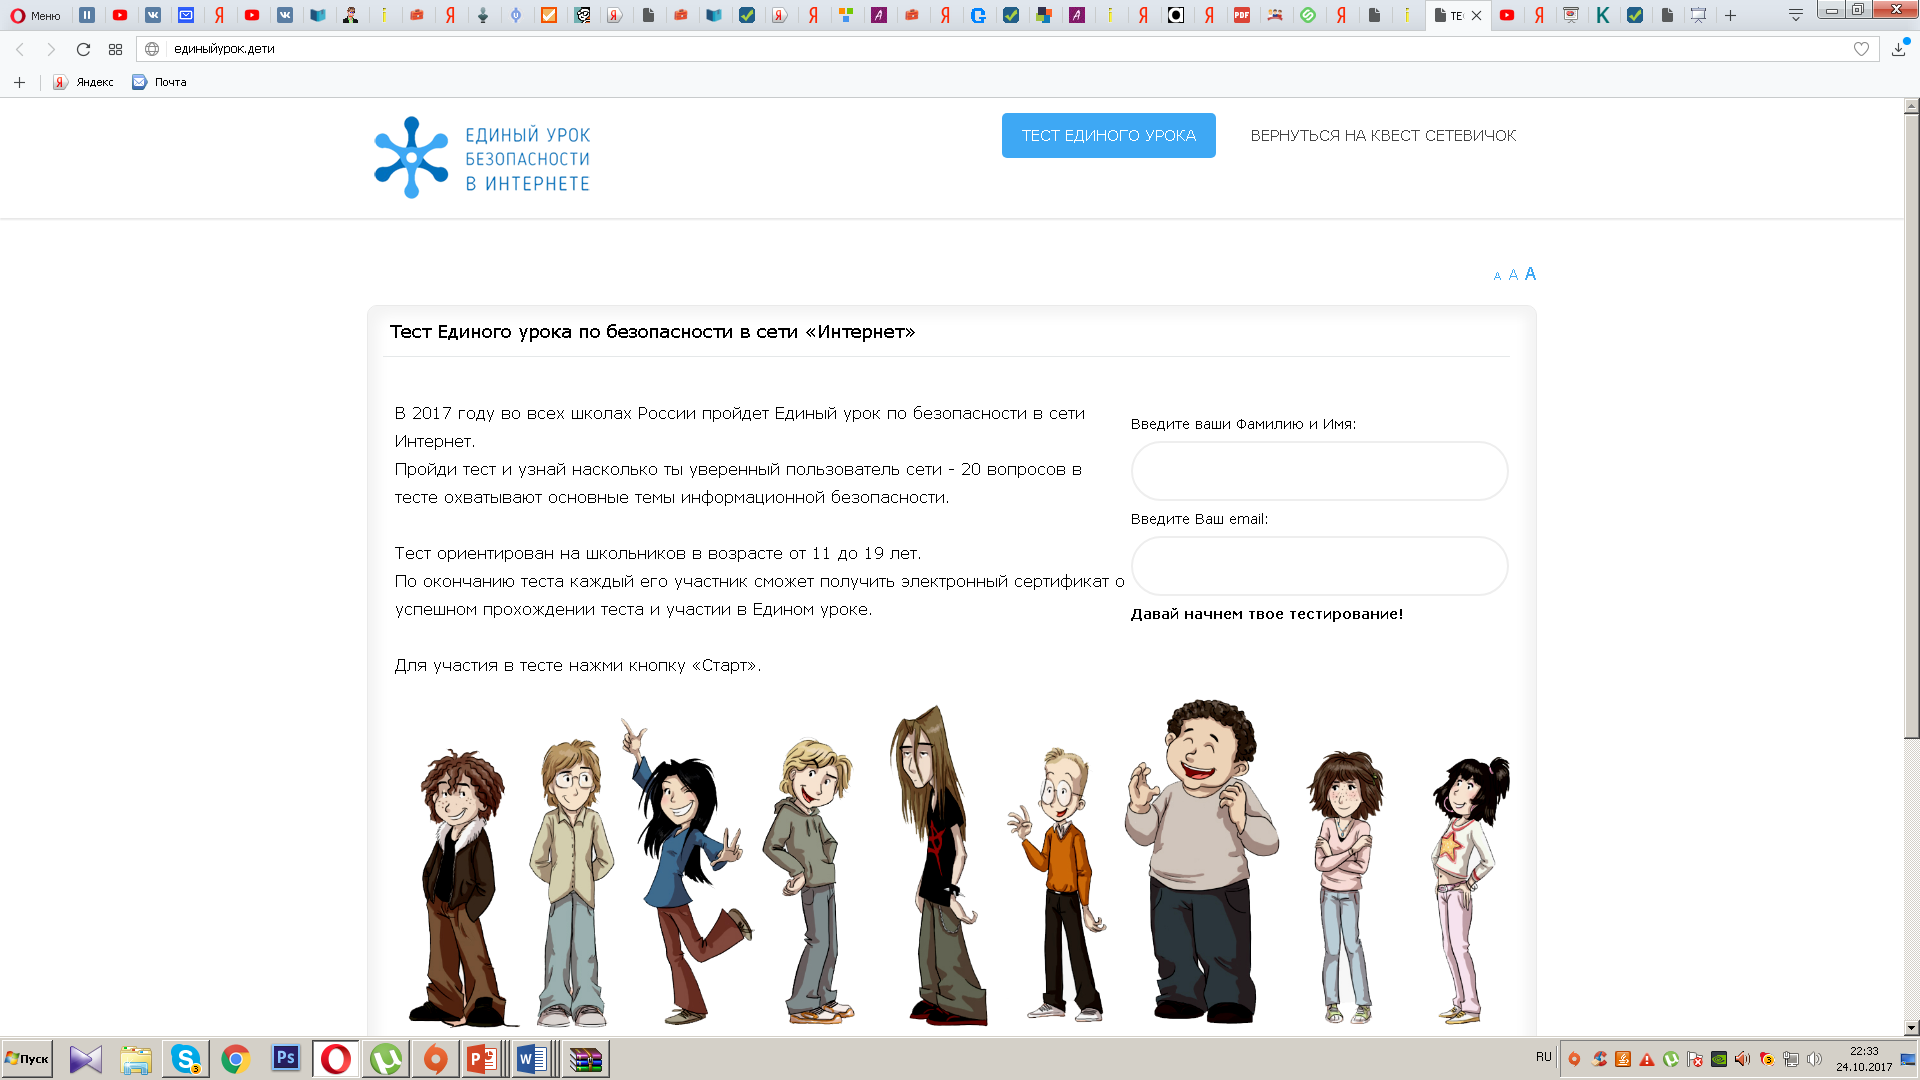 Меню
ТЕ
единыйурок.дети
Яндекс
Почта
ЕДИНЫЙ УРОК
БЕЗОПАСНОСТИ
В ИНТЕРНЕТЕ
ТЕСТ ЕДИНОГО УРОКА
ВЕРНУТЬСЯ НА КВЕСТ СЕТЕВИЧОК
А А А
Тест Единого урока по безопасности в сети «Интернет»
В 2017 году во всех школах России пройдет Единый урок по безопасности в сети
Интернет.
Пройди тест и узнай насколько ты уверенный пользователь сети - 20 вопросов в
тесте охватывают основные темы информационной безопасности.
Тест ориентирован на школьников в возрасте от 11 до 19 лет.
По окончанию теста каждый его участник сможет получить электронный сертификат о
успешном прохождении теста и участии в Едином уроке.
Для участия в тесте нажми кнопку «Старт».
Введите ваши Фамилию и Имя:
Введите Ваш email:
Давай начнем твое тестирование!
Пуск
RU
22:33
24.10.2017